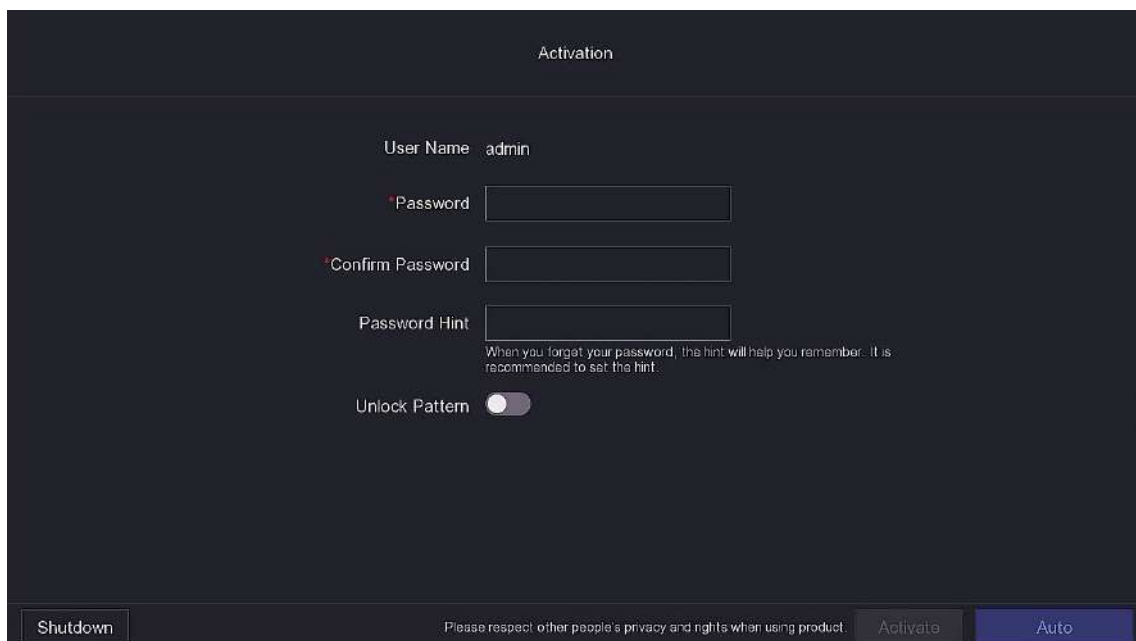 Activation
User Name admin
*Password
*Confirm Password
Password Hint
When you forget your password, the hint will help you remember. It is
recommended to set the hint.
Unlock Pattern
Shutdown Please respect other people's privacy and rights when using product. Activate Auto